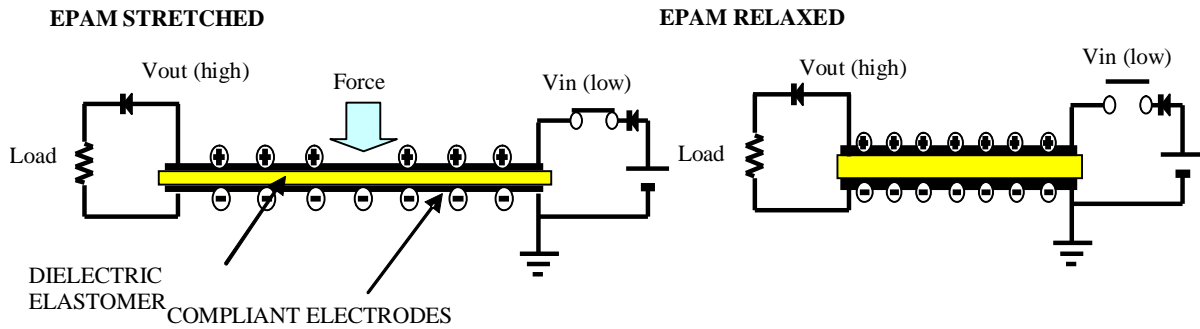 EPAM STRETCHED
Vout (high)
Force
Vin (low)
Load
DIELECTRIC
ELASTOMER
COMPLIANT ELECTRODES
EPAM RELAXED
Vout (high)
Vin (low)
Load